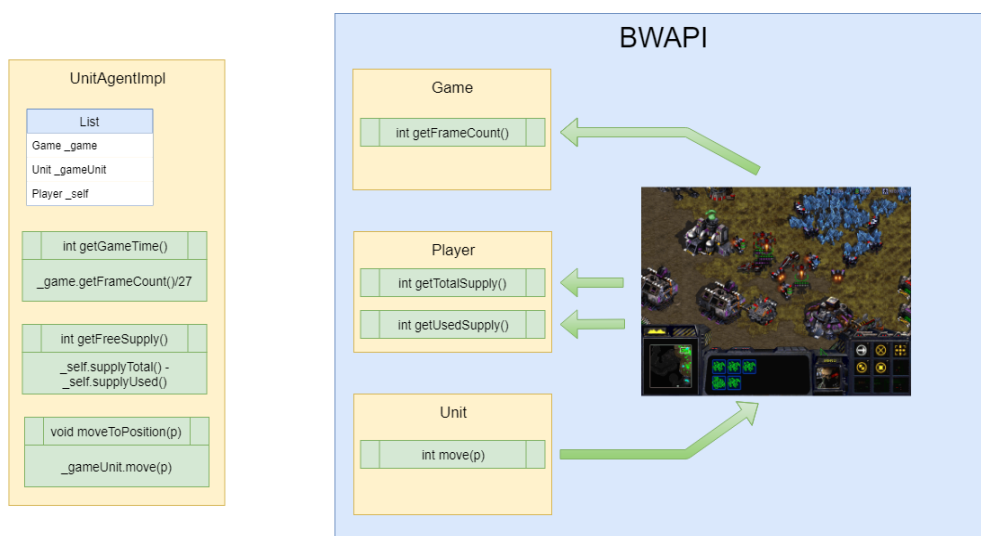 UnitAgentImpl
List
Game _game
Unit _gameUnit
Player _self
int getGameTime()
_game.getFrameCount()/27
int getFreeSupply()
_self.supplyTotal() -
_self.supplyUsed()
void moveToPosition(p)
_gameUnit.move(p)
BWAPI
Game
int getFrameCount()
Player
int getTotalSupply()
int getUsedSupply()
Unit
int move(p)